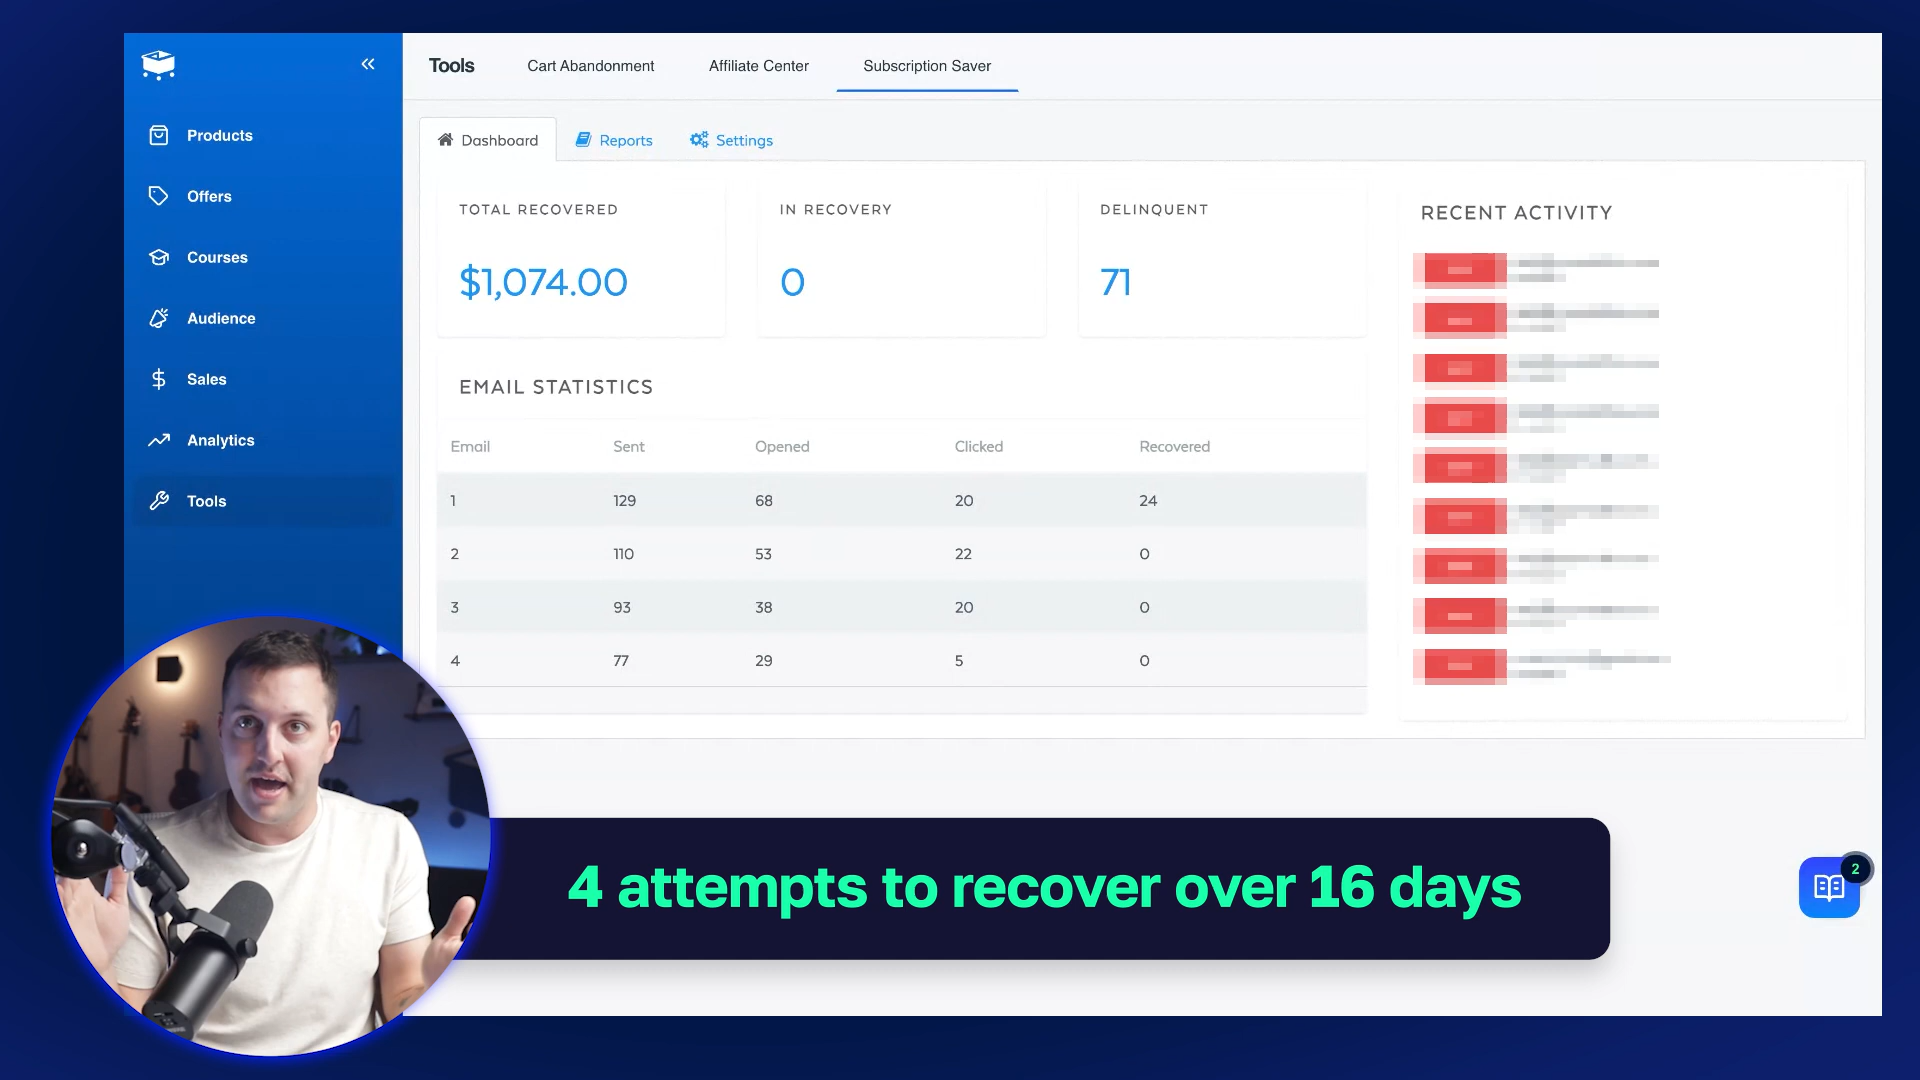 Tools
Cart Abandonment
Affiliate Center
Subscription Saver
Products
Offers
Courses
Audience
Sales
Analytics
Tools
Dashboard
Reports
Settings
TOTAL RECOVERED
$1,074.00
IN RECOVERY
0
DELINQUENT
71
RECENT ACTIVITY
EMAIL STATISTICS
Email Sent Opened Clicked Recovered
1 129 68 20 24
2 110 53 22 0
3 93 38 20 0
4 77 29 5 0
4 attempts to recover over 16 days
2